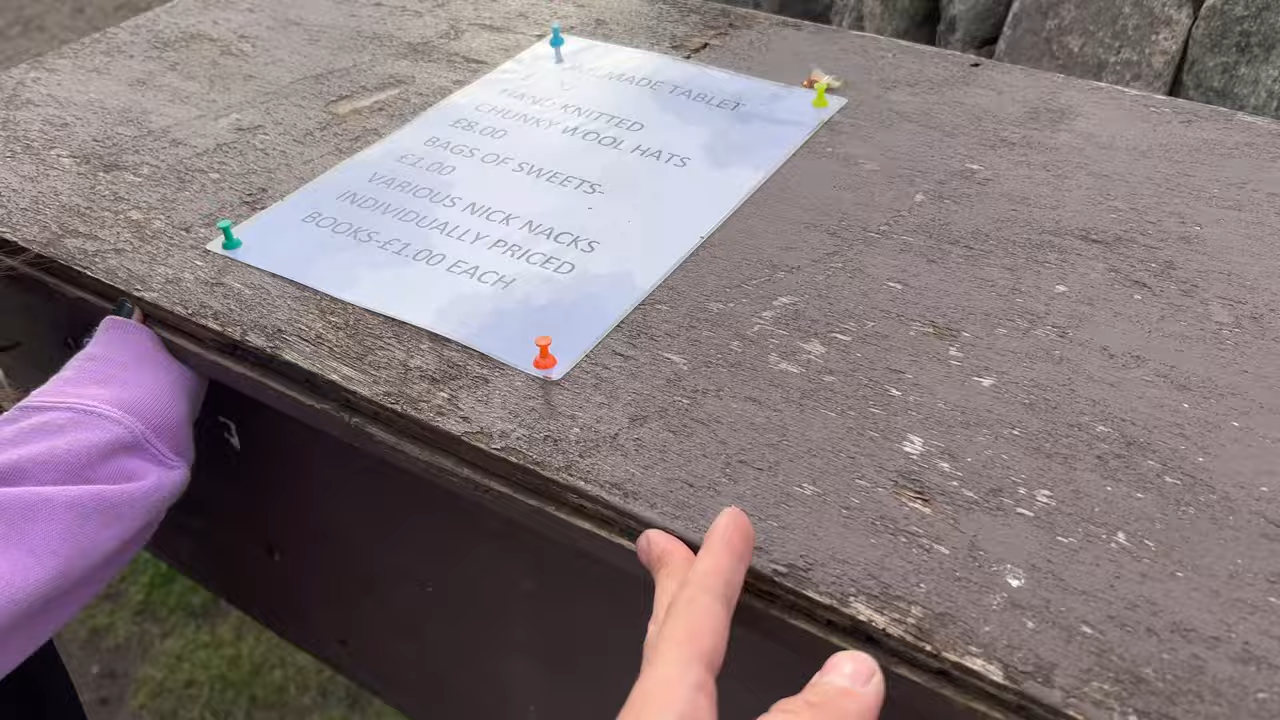 MADE TABLET
HAND KNITTED
CHUNKY WOOL HATS
£8.00
BAGS OF SWEETS-
£1.00
VARIOUS NICK NACKS
INDIVIDUALLY PRICED
BOOKS-£1.00 EACH